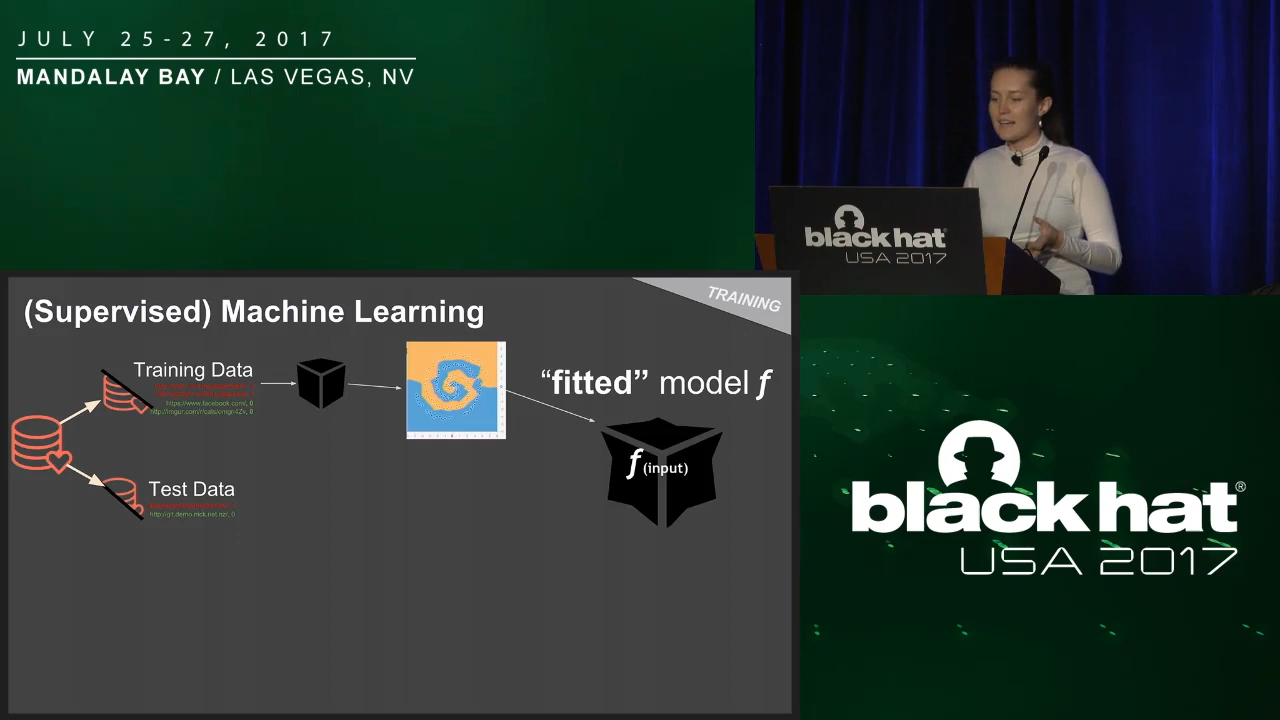 JULY 25-27, 2017
MANDALAY BAY / LAS VEGAS, NV
black hat
USA 2017
(Supervised) Machine Learning
TRAINING
Training Data
https://www.facebook.com/, 0
“fitted” model f
f(input)
Test Data
black hat®
USA 2017